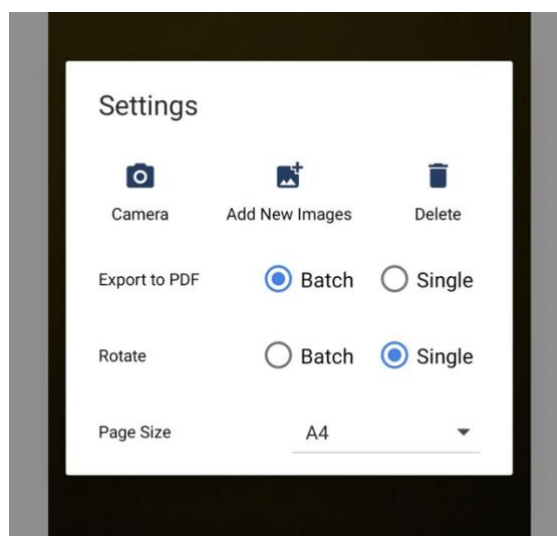 Settings
Camera Add New Images Delete
Export to PDF Batch Single
Rotate Batch Single
Page Size A4